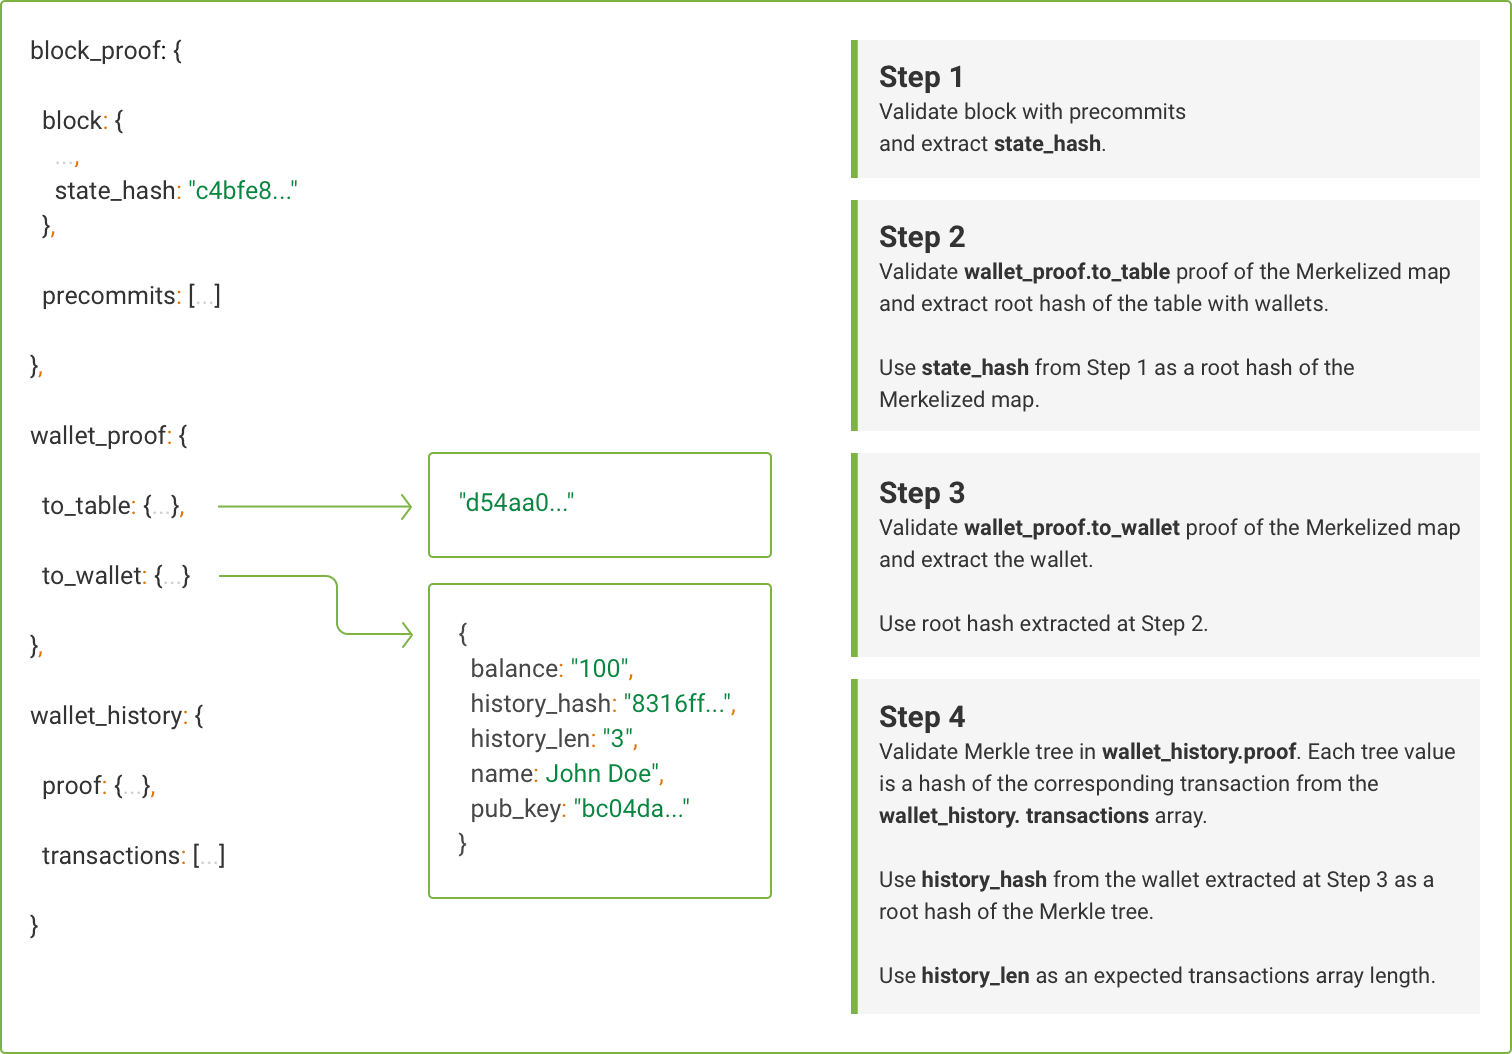 block_proof: {
block: {
...,
state_hash: "c4bfe8..."
},
precommits: [...]
},
wallet_proof: {
to_table: {...},
to_wallet: {...}
},
wallet_history: {
proof: {...},
transactions: [...]
}
"d54aa0..."
{
balance: "100",
history_hash: "8316ff...",
history_len: "3",
name: John Doe",
pub_key: "bc04da..."
}
Step 1
Validate block with precommits
and extract state_hash.
Step 2
Validate wallet_proof.to_table proof of the Merkelized map
and extract root hash of the table with wallets.
Use state_hash from Step 1 as a root hash of the
Merkelized map.
Step 3
Validate wallet_proof.to_wallet proof of the Merkelized map
and extract the wallet.
Use root hash extracted at Step 2.
Step 4
Validate Merkle tree in wallet_history.proof. Each tree value
is a hash of the corresponding transaction from the
wallet_history. transactions array.
Use history_hash from the wallet extracted at Step 3 as a
root hash of the Merkle tree.
Use history_len as an expected transactions array length.